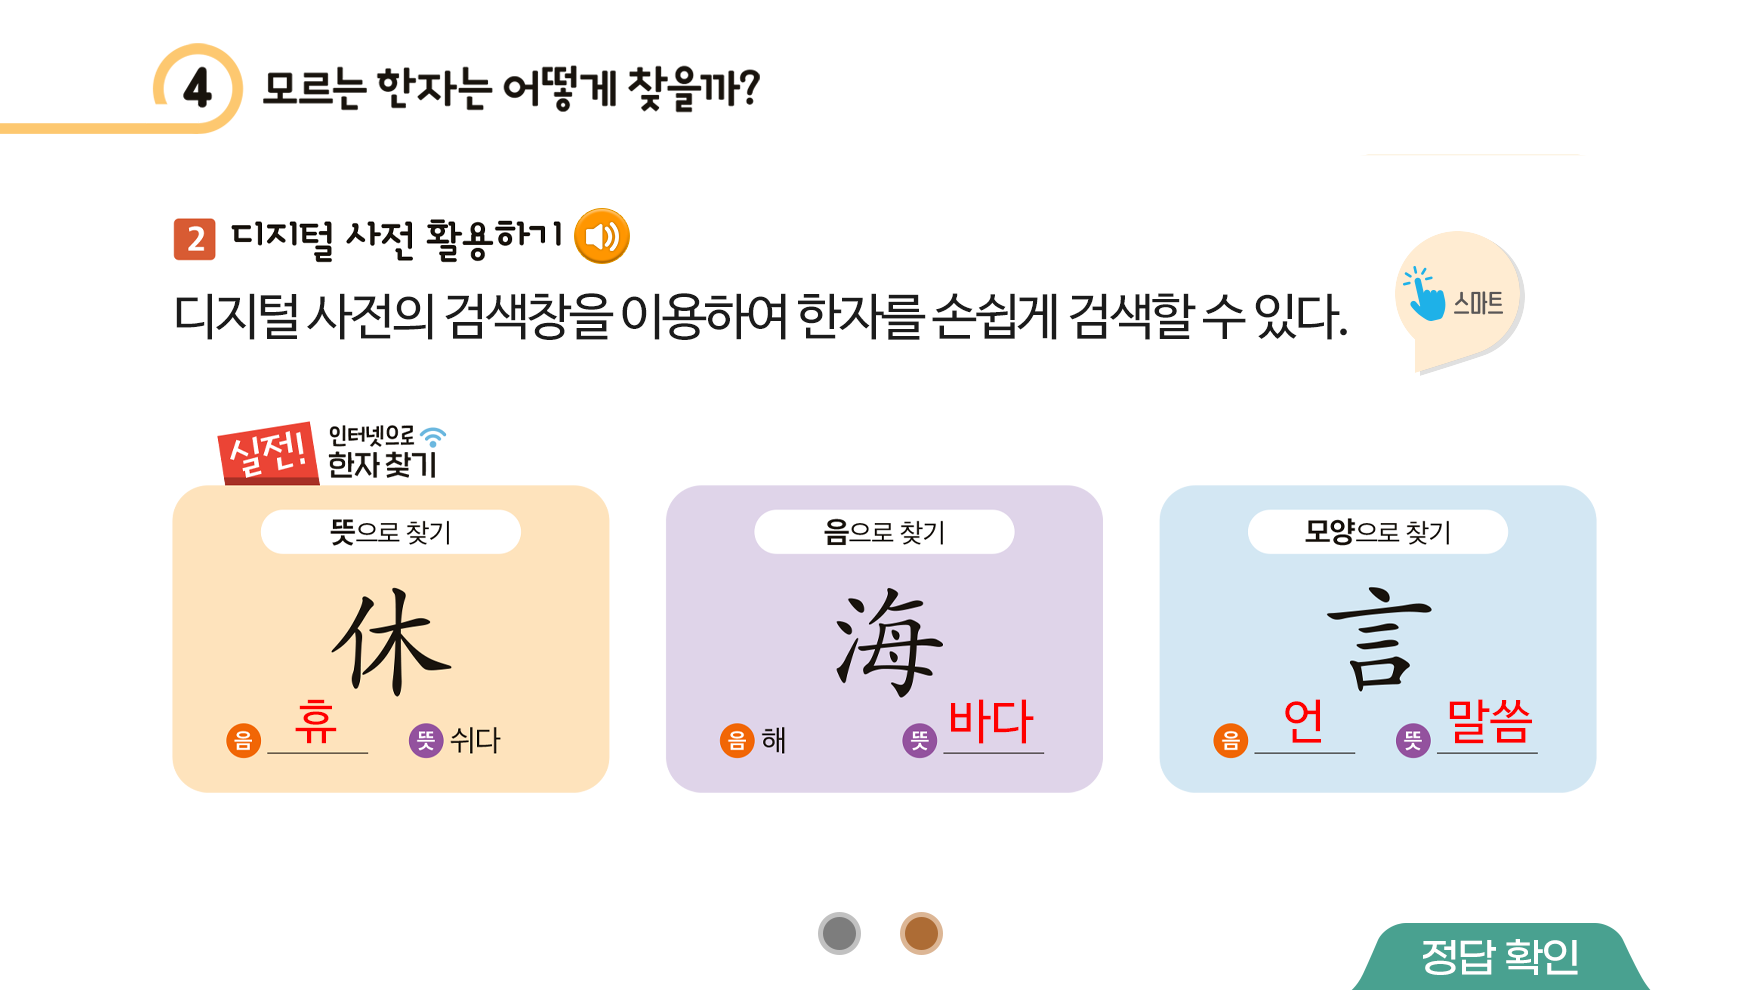 4 모르는 한자는 어떻게 찾을까?
2 디지털 사전 활용하기
디지털 사전의 검색창을 이용하여 한자를 손쉽게 검색할 수 있다.
스마트
실전!
인터넷으로
한자 찾기
뜻으로 찾기
休
음 휴 뜻 쉬다
음으로 찾기
海
음 해 뜻 바다
모양으로 찾기
言
음 언 뜻 말씀
정답 확인